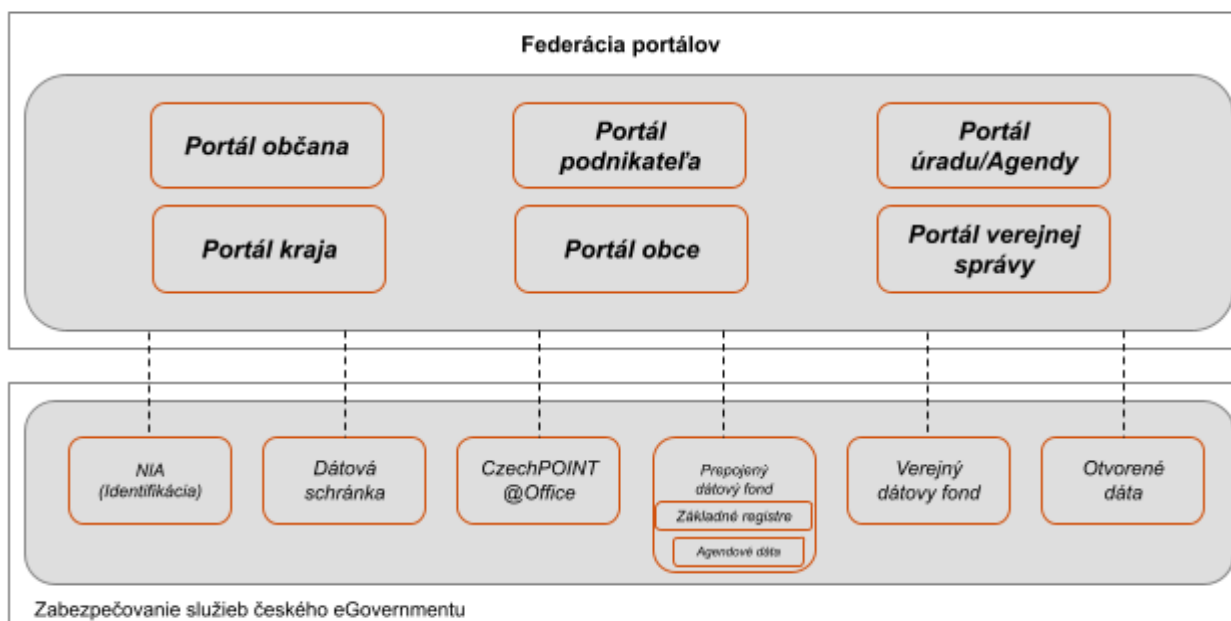 Federácia portálov
Portál občana
Portál
podnikateľa
Portál
úradu/Agendy
Portál kraja
Portál obce
Portál verejnej
správy
NIA
(Identifikácia)
Dátová
schránka
CzechPOINT
@Office
Prepojený
dátový fond
Základné registre
Agendové dáta
Verejný
dátovy fond
Otvorené
dáta
Zabezpečovanie služieb českého eGovernmentu